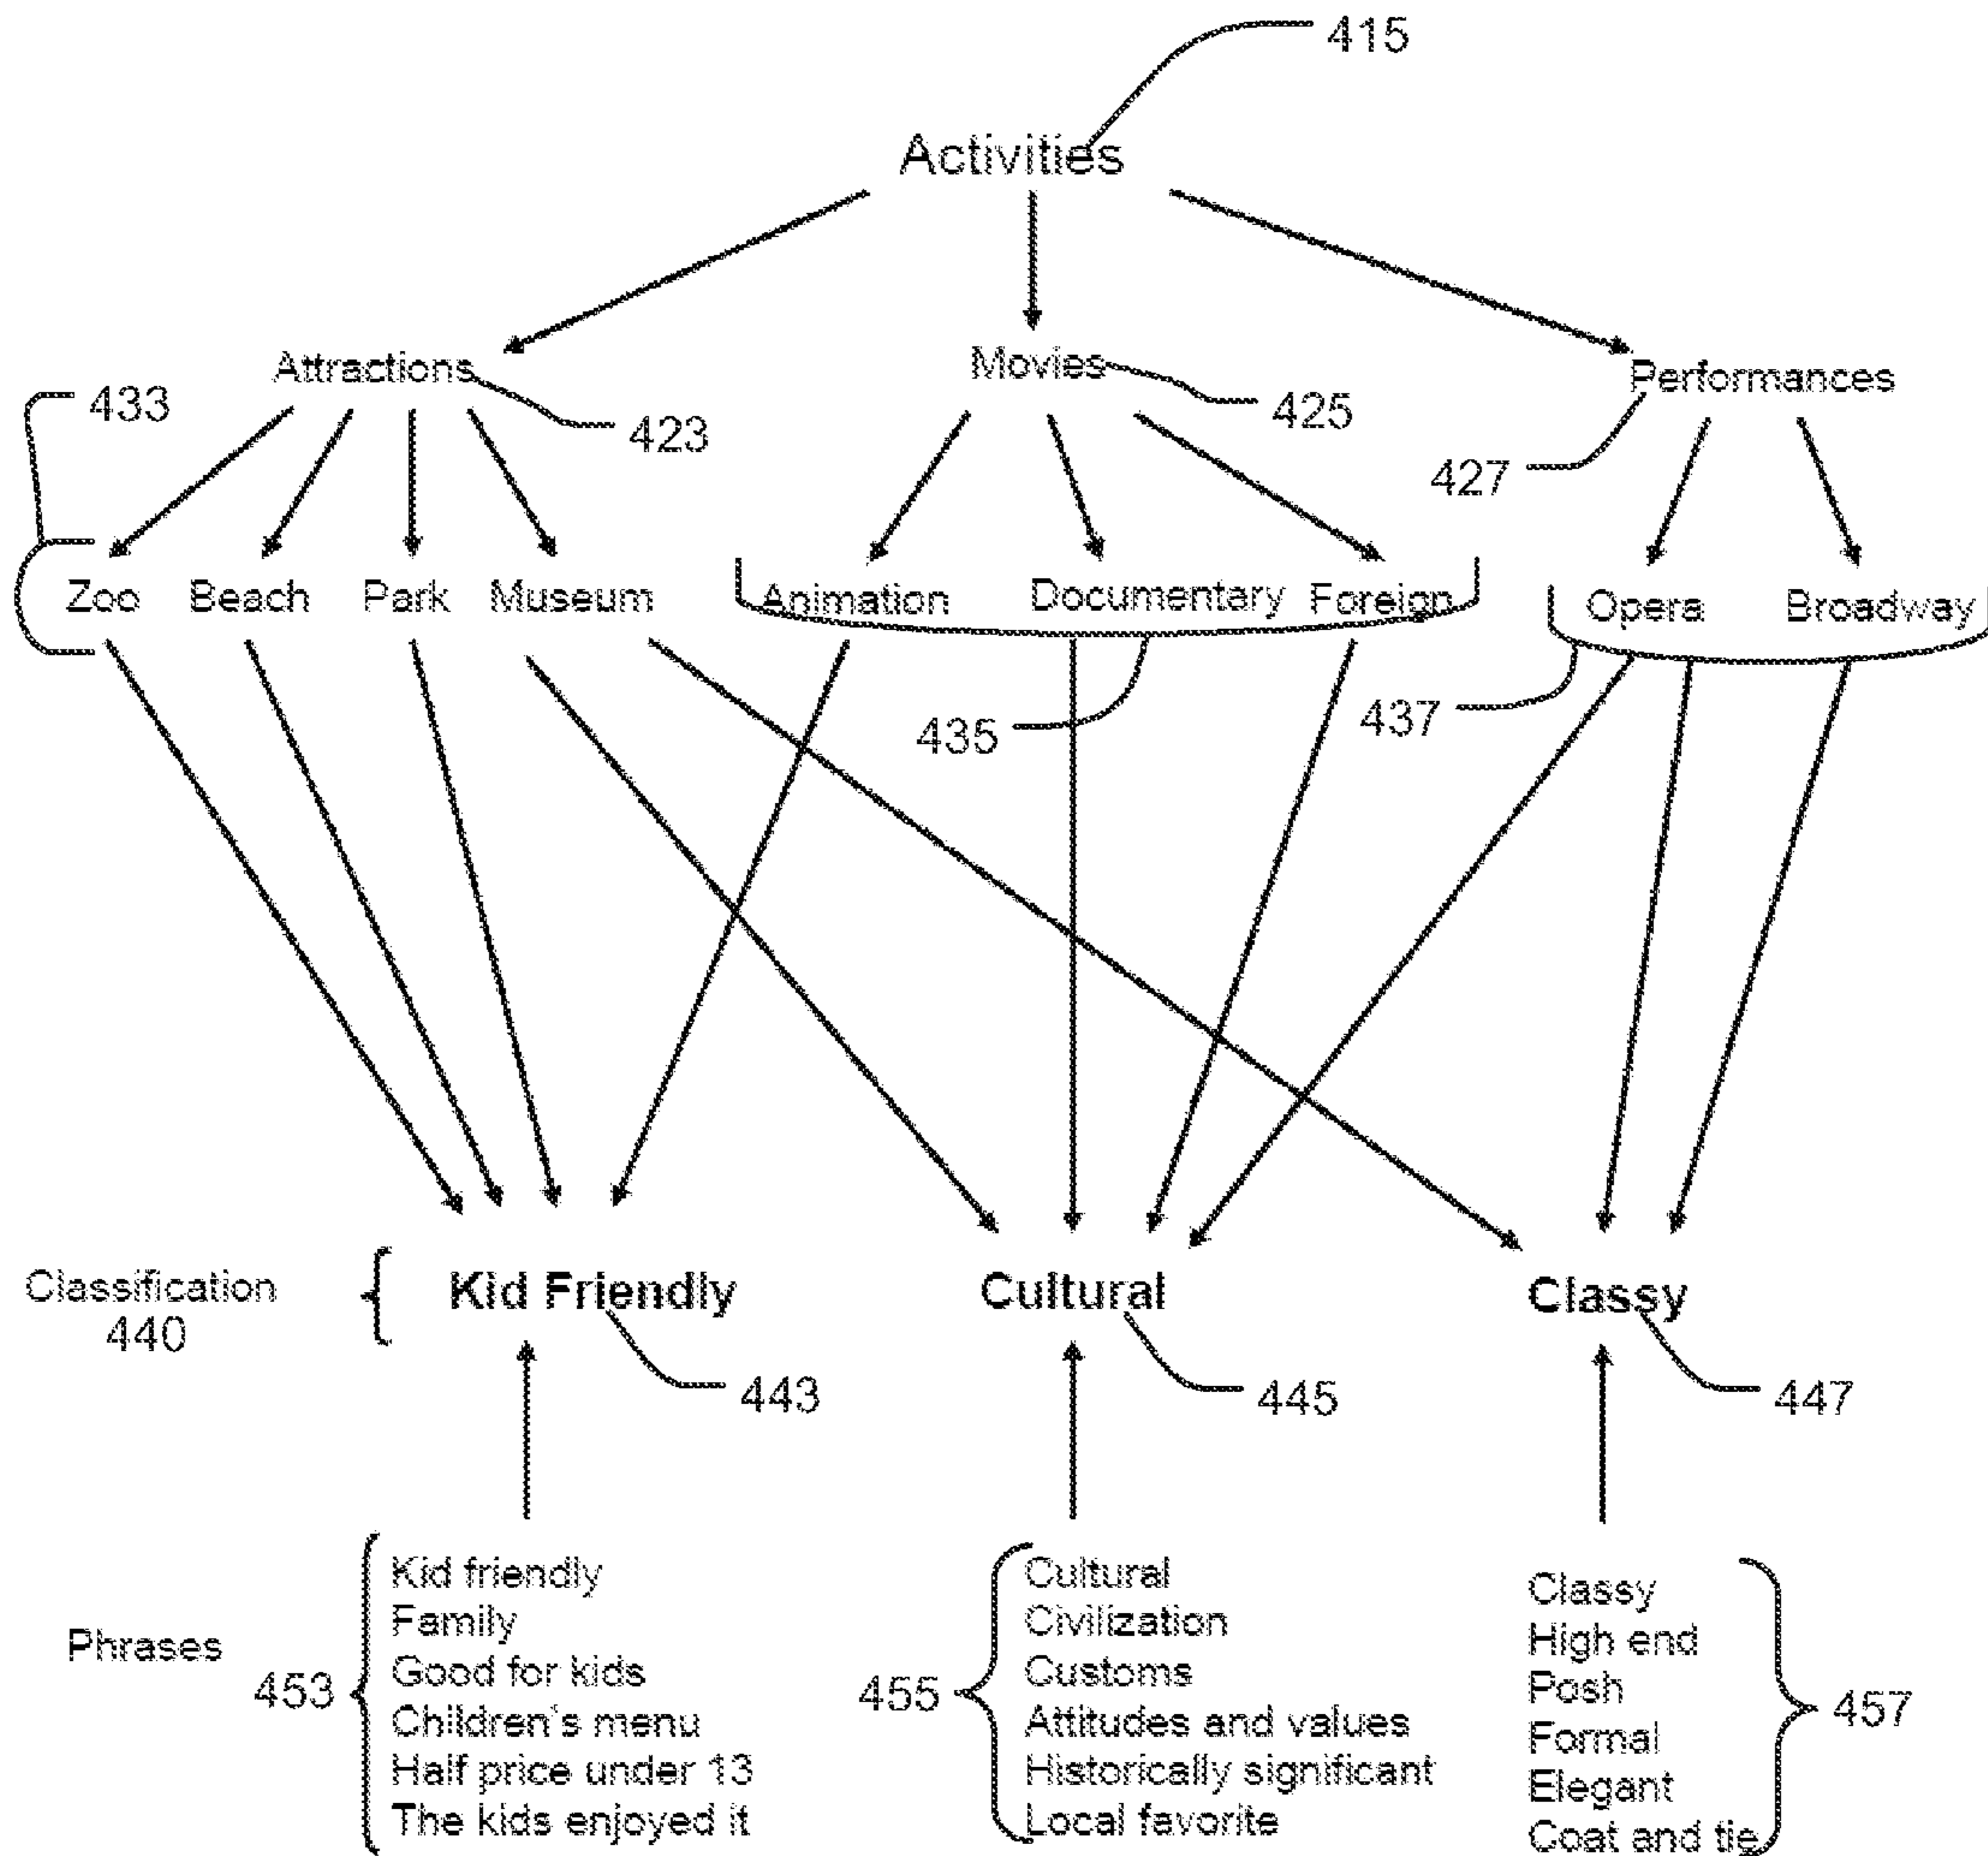 415
Activities
Attractions
Movies
Performances
433
423
425
427
Zoo Beach Park Museum Animation Documentary Foreign Opera Broadway
435
437
Classification
440
Kid Friendly
Cultural
Classy
443
445
447
Phrases
453
Kid friendly
Family
Good for kids
Children's menu
Half price under 13
The kids enjoyed it
455
Cultural
Civilization
Customs
Attitudes and values
Historically significant
Local favorite
Classy
High end
Posh
Formal
Elegant
Coat and tie
457